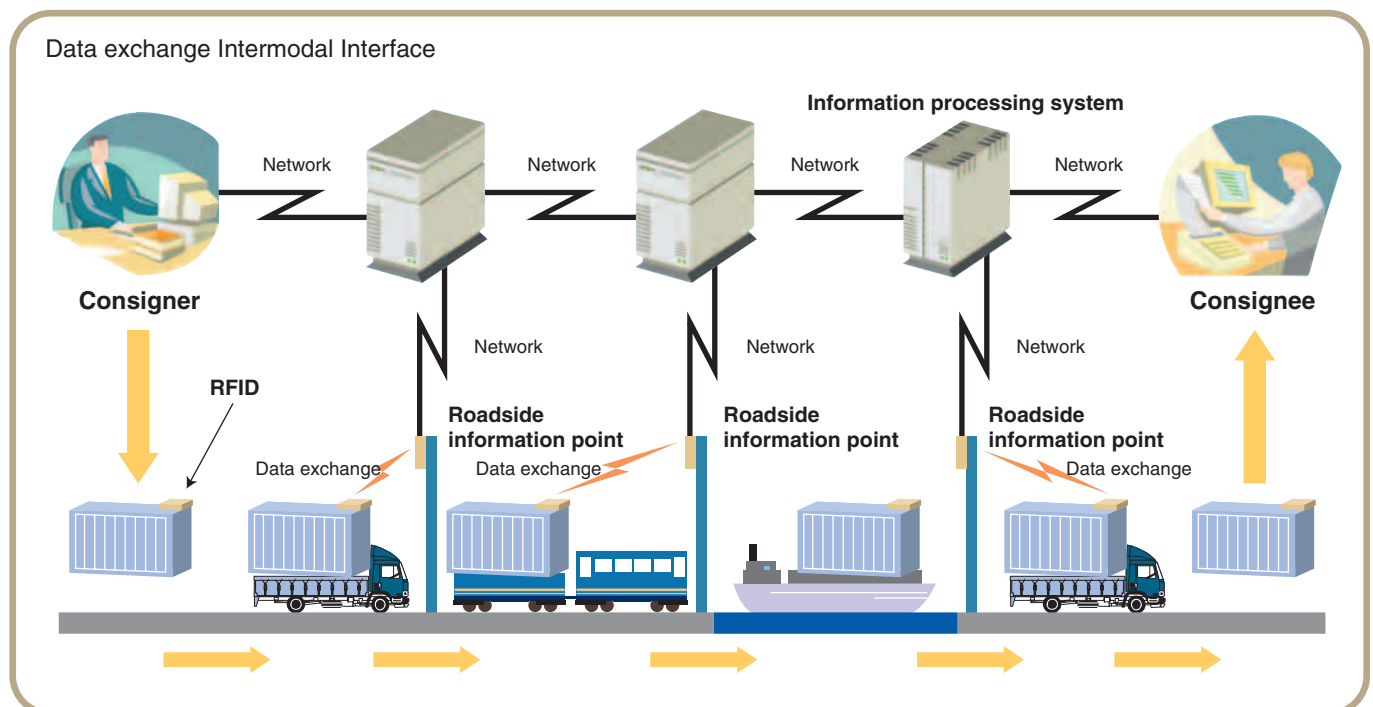 Data exchange Intermodal Interface
Information processing system
Network
Network
Network
Network
Consigner
Consignee
Network
Network
Network
RFID
Roadside
information point
Roadside
information point
Roadside
information point
Data exchange
Data exchange
Data exchange